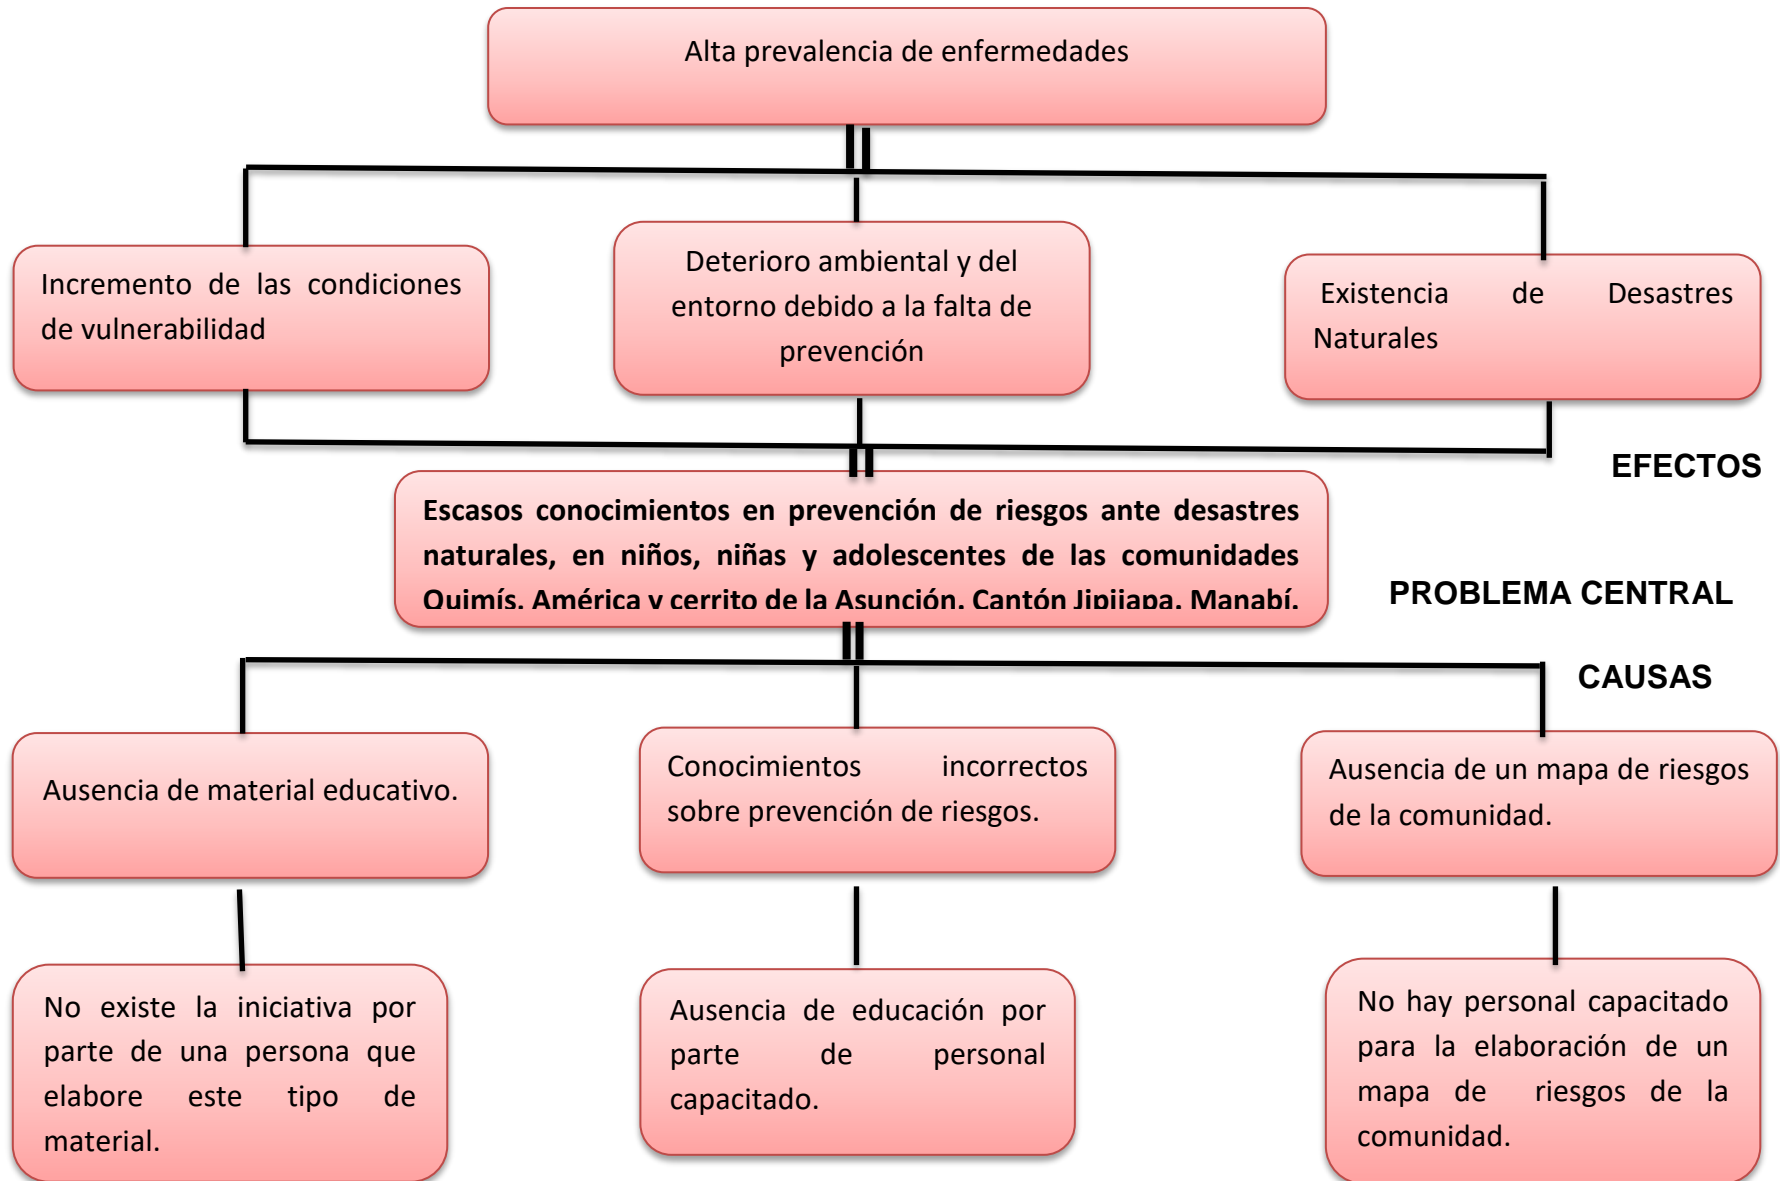 Alta prevalencia de enfermedades
Incremento de las condiciones
de vulnerabilidad
Deterioro ambiental y del
entorno debido a la falta de
prevención
Existencia de Desastres
Naturales
EFECTOS
Escasos conocimientos en prevención de riesgos ante desastres
naturales, en niños, niñas y adolescentes de las comunidades
Quimís, América y cerrito de la Asunción, Cantón Jipijapa, Manabí.
PROBLEMA CENTRAL
CAUSAS
Ausencia de material educativo.
Conocimientos incorrectos
sobre prevención de riesgos.
Ausencia de un mapa de riesgos
de la comunidad.
No existe la iniciativa por
parte de una persona que
elabore este tipo de
material.
Ausencia de educación por
parte de personal
capacitado.
No hay personal capacitado
para la elaboración de un
mapa de riesgos de la
comunidad.